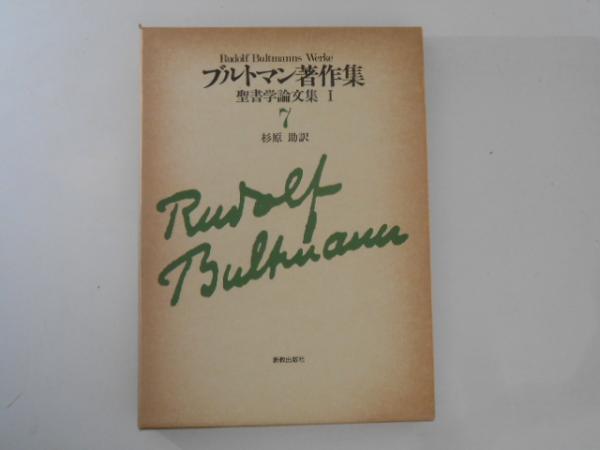 Rudolf Bultmanns Werke
ブルトマン著作集
聖書学論文集 I
7
杉原 助訳
Rudolf
Bultmann
新教出版社